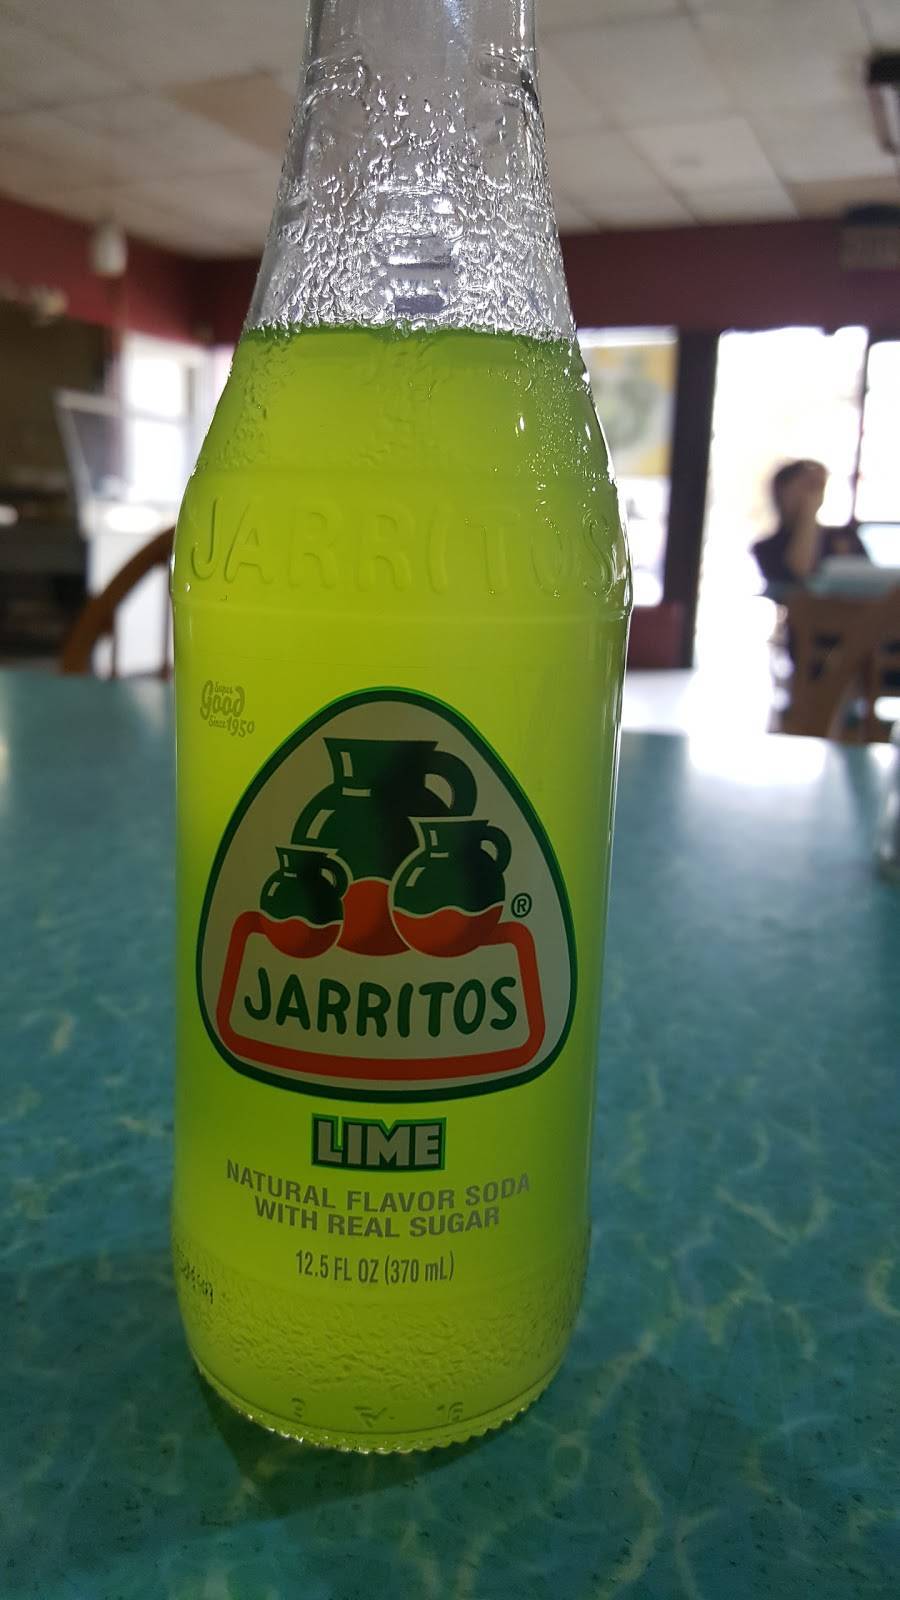 JARRITOS
Super
Good
Since 1950
JARRITOS
®
LIME
NATURAL FLAVOR SODA
WITH REAL SUGAR
12.5 FL OZ (370 mL)